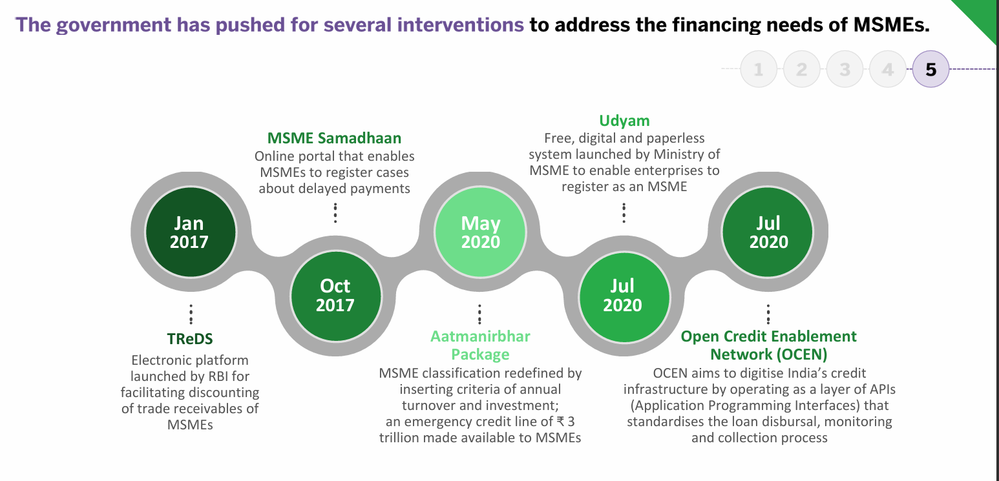 The government has pushed for several interventions to address the financing needs of MSMEs.
1 2 3 4 5
Jan
2017
TReDS
Electronic platform
launched by RBI for
facilitating discounting
of trade receivables of
MSMEs
MSME Samadhaan
Online portal that enables
MSMEs to register cases
about delayed payments
Oct
2017
May
2020
Aatmanirbhar
Package
MSME classification redefined by
inserting criteria of annual
turnover and investment;
an emergency credit line of ₹ 3
trillion made available to MSMEs
Udyam
Free, digital and paperless
system launched by Ministry of
MSME to enable enterprises to
register as an MSME
Jul
2020
Jul
2020
Open Credit Enablement
Network (OCEN)
OCEN aims to digitise India’s credit
infrastructure by operating as a layer of APIs
(Application Programming Interfaces) that
standardises the loan disbursal, monitoring
and collection process